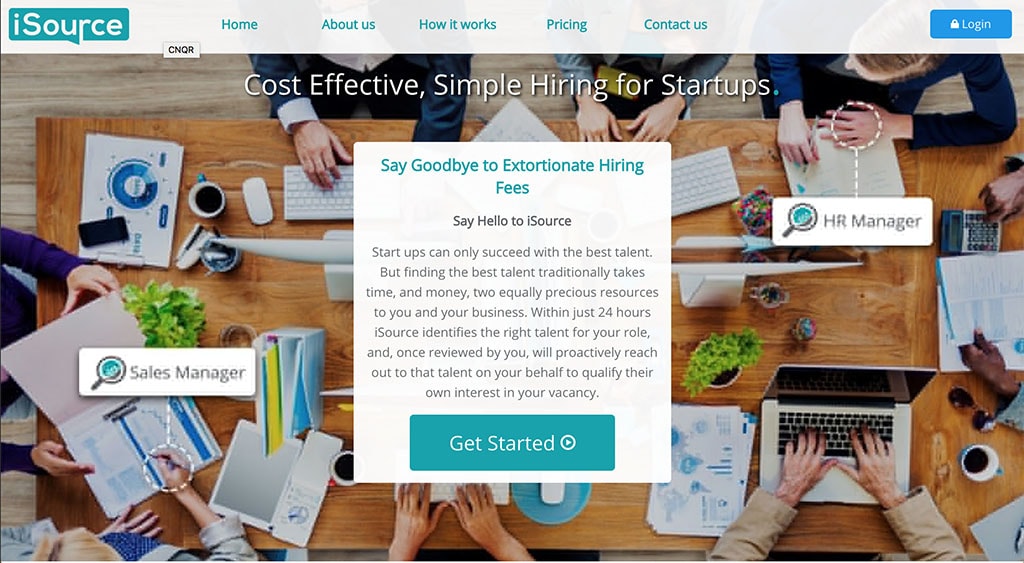 iSource
Home
About us
How it works
Pricing
Contact us
Login
CNQR
Cost Effective, Simple Hiring for Startups.
Say Goodbye to Extortionate Hiring
Fees
Say Hello to iSource
Start ups can only succeed with the best talent.
But finding the best talent traditionally takes
time, and money, two equally precious resources
to you and your business. Within just 24 hours
iSource identifies the right talent for your role,
and, once reviewed by you, will proactively reach
out to that talent on your behalf to qualify their
own interest in your vacancy.
Get Started
HR Manager
Sales Manager
DATA